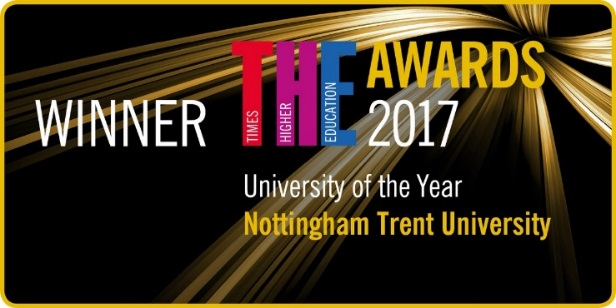 WINNER THE AWARDS 2017
TIMES HIGHER EDUCATION
University of the Year
Nottingham Trent University